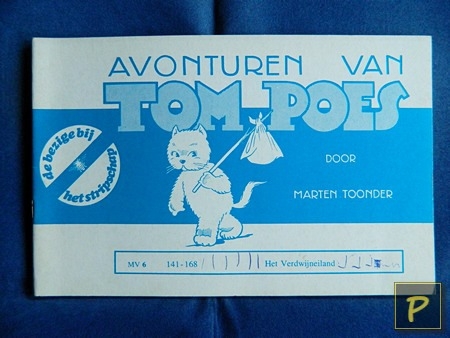 AVONTUREN VAN
TOM POES
de bezige bij
het stripschap
DOOR
MARTEN TOONDER
MV 6 141-168 Het Verdwijneiland
P